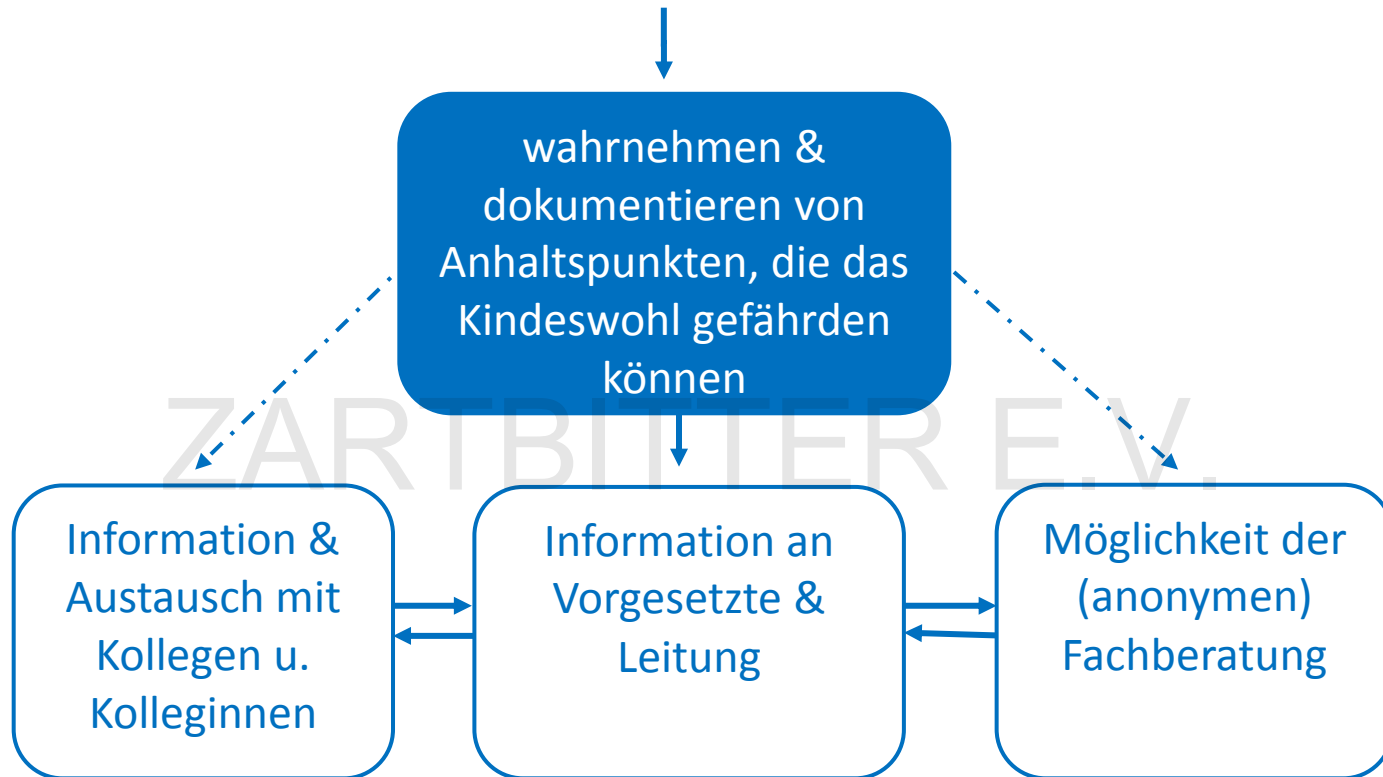 wahrnehmen &
dokumentieren von
Anhaltspunkten, die das
Kindeswohl gefährden
können
ZARTBITTER E.V.
Information &
Austausch mit
Kollegen u.
Kolleginnen
Information an
Vorgesetzte &
Leitung
Möglichkeit der
(anonymen)
Fachberatung